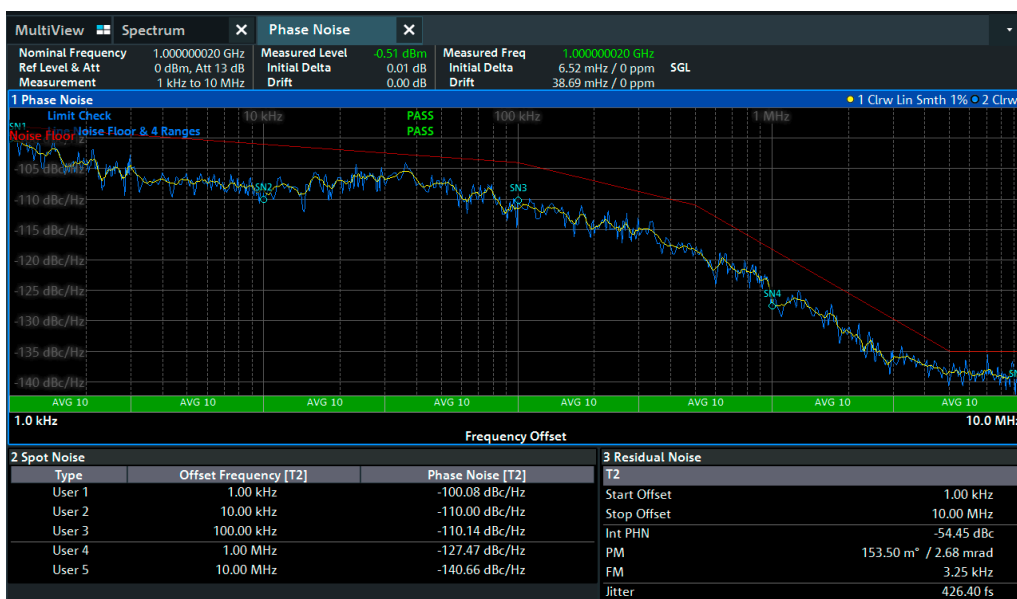 MultiView Spectrum Phase Noise
Nominal Frequency 1.000000020 GHz Measured Level -0.51 dBm Measured Freq 1.000000020 GHz
Ref Level & Att 0 dBm, Att 13 dB Initial Delta 0.01 dB Initial Delta 6.52 mHz / 0 ppm SGL
Measurement 1 kHz to 10 MHz Drift 0.00 dB Drift 38.69 mHz / 0 ppm
1 Phase Noise 1 Clrw Lin Smth 1% 2 Clrw
Limit Check 10 kHz PASS 100 kHz 1 MHz
SN1
Noise Floor Noise Floor & 4 Ranges PASS
-105 dBc/Hz
-110 dBc/Hz SN2 SN3
-115 dBc/Hz
-120 dBc/Hz
-125 dBc/Hz SN4
-130 dBc/Hz
-135 dBc/Hz
-140 dBc/Hz
AVG 10 AVG 10 AVG 10 AVG 10 AVG 10 AVG 10 AVG 10 AVG 10
1.0 kHz 10.0 MHz
Frequency Offset
2 Spot Noise
Type Offset Frequency [T2] Phase Noise [T2]
User 1 1.00 kHz -100.08 dBc/Hz
User 2 10.00 kHz -110.00 dBc/Hz
User 3 100.00 kHz -110.14 dBc/Hz
User 4 1.00 MHz -127.47 dBc/Hz
User 5 10.00 MHz -140.66 dBc/Hz
3 Residual Noise
T2
Start Offset 1.00 kHz
Stop Offset 10.00 MHz
Int PHN -54.45 dBc
PM 153.50 m° / 2.68 mrad
FM 3.25 kHz
Jitter 426.40 fs